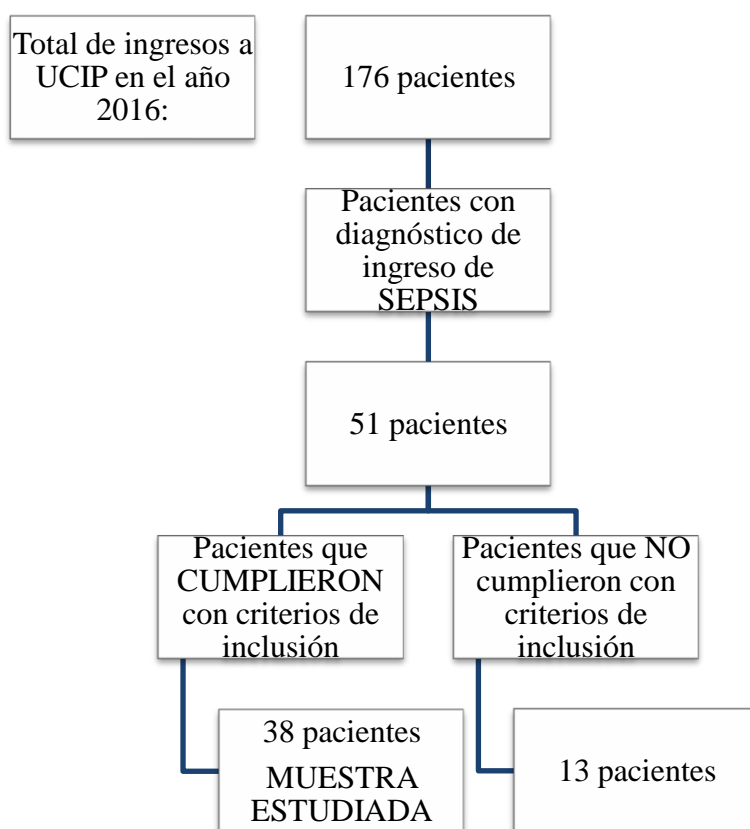 Total de ingresos a
UCIP en el año
2016:
176 pacientes
Pacientes con
diagnóstico de
ingreso de
SEPSIS
51 pacientes
Pacientes que
CUMPLIERON
con criterios de
inclusión
Pacientes que NO
cumplieron con
criterios de
inclusión
38 pacientes
MUESTRA
ESTUDIADA
13 pacientes